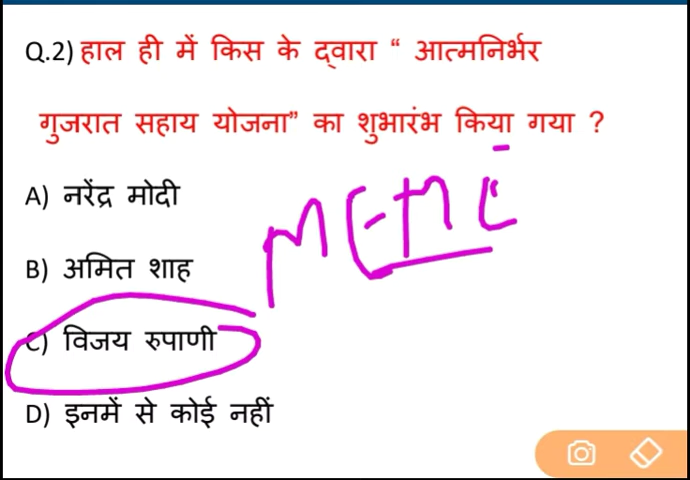 Q.2) हाल ही में किस के द्वारा “ आत्मनिर्भर
गुजरात सहाय योजना” का शुभारंभ किया गया ?
A) नरेंद्र मोदी
B) अमित शाह
C) विजय रुपाणी
D) इनमें से कोई नहीं